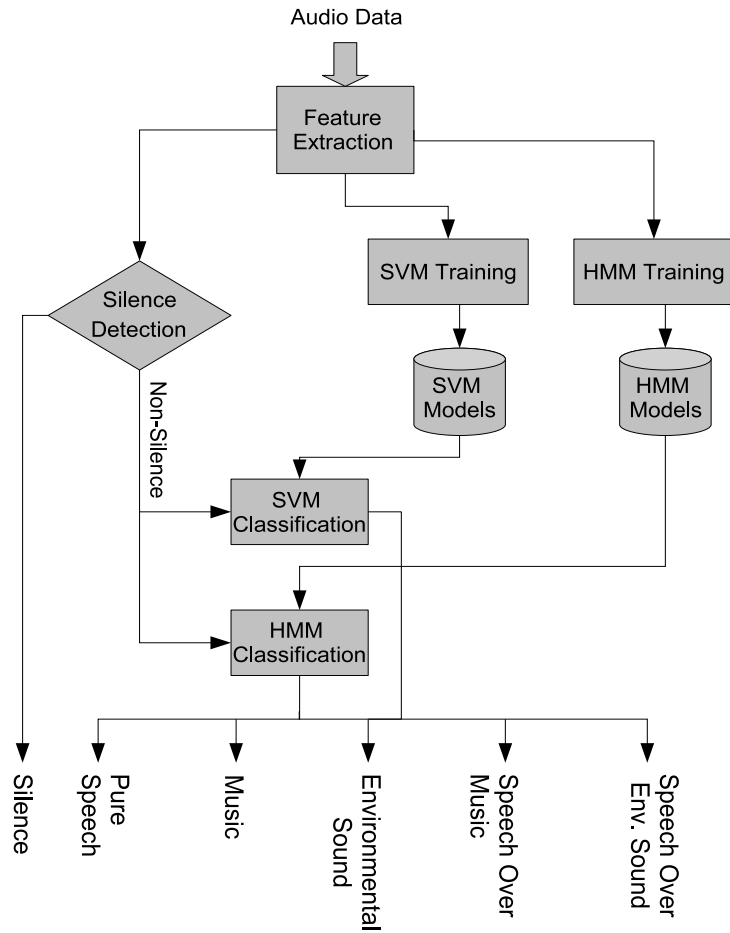 Audio Data
Feature
Extraction
SVM Training
HMM Training
Silence
Detection
SVM
Models
HMM
Models
Non-Silence
SVM
Classification
HMM
Classification
Silence
Pure
Speech
Music
Environmental
Sound
Speech Over
Music
Speech Over
Env. Sound